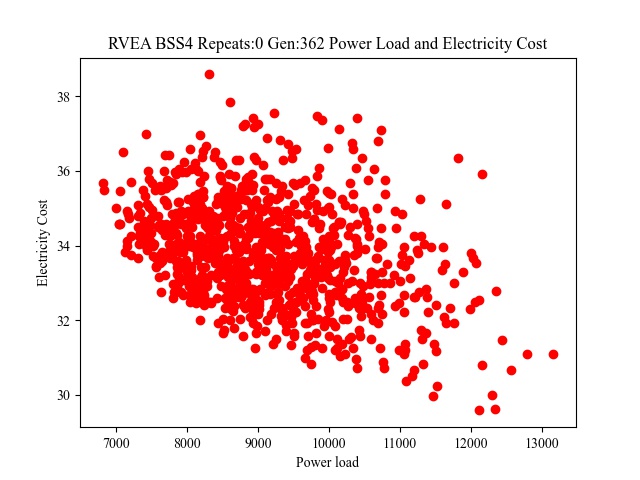 RVEA BSS4 Repeats:0 Gen:362 Power Load and Electricity Cost
38
36
34
32
30
Electricity Cost
7000 8000 9000 10000 11000 12000 13000
Power load